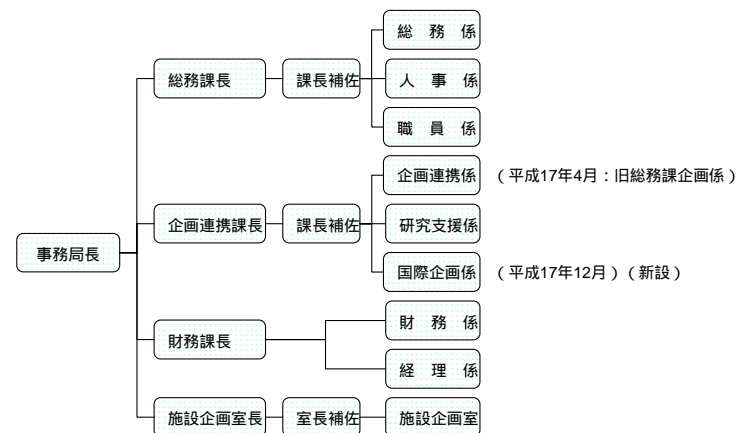 総　務　係
総務課長　課長補佐　人　事　係
職　員　係
企画連携係　（平成17年4月：旧総務課企画係）
企画連携課長　課長補佐　研究支援係
事務局長
国際企画係　（平成17年12月）（新設）
財　務　係
財務課長
経　理　係
施設企画室長　室長補佐　施設企画室